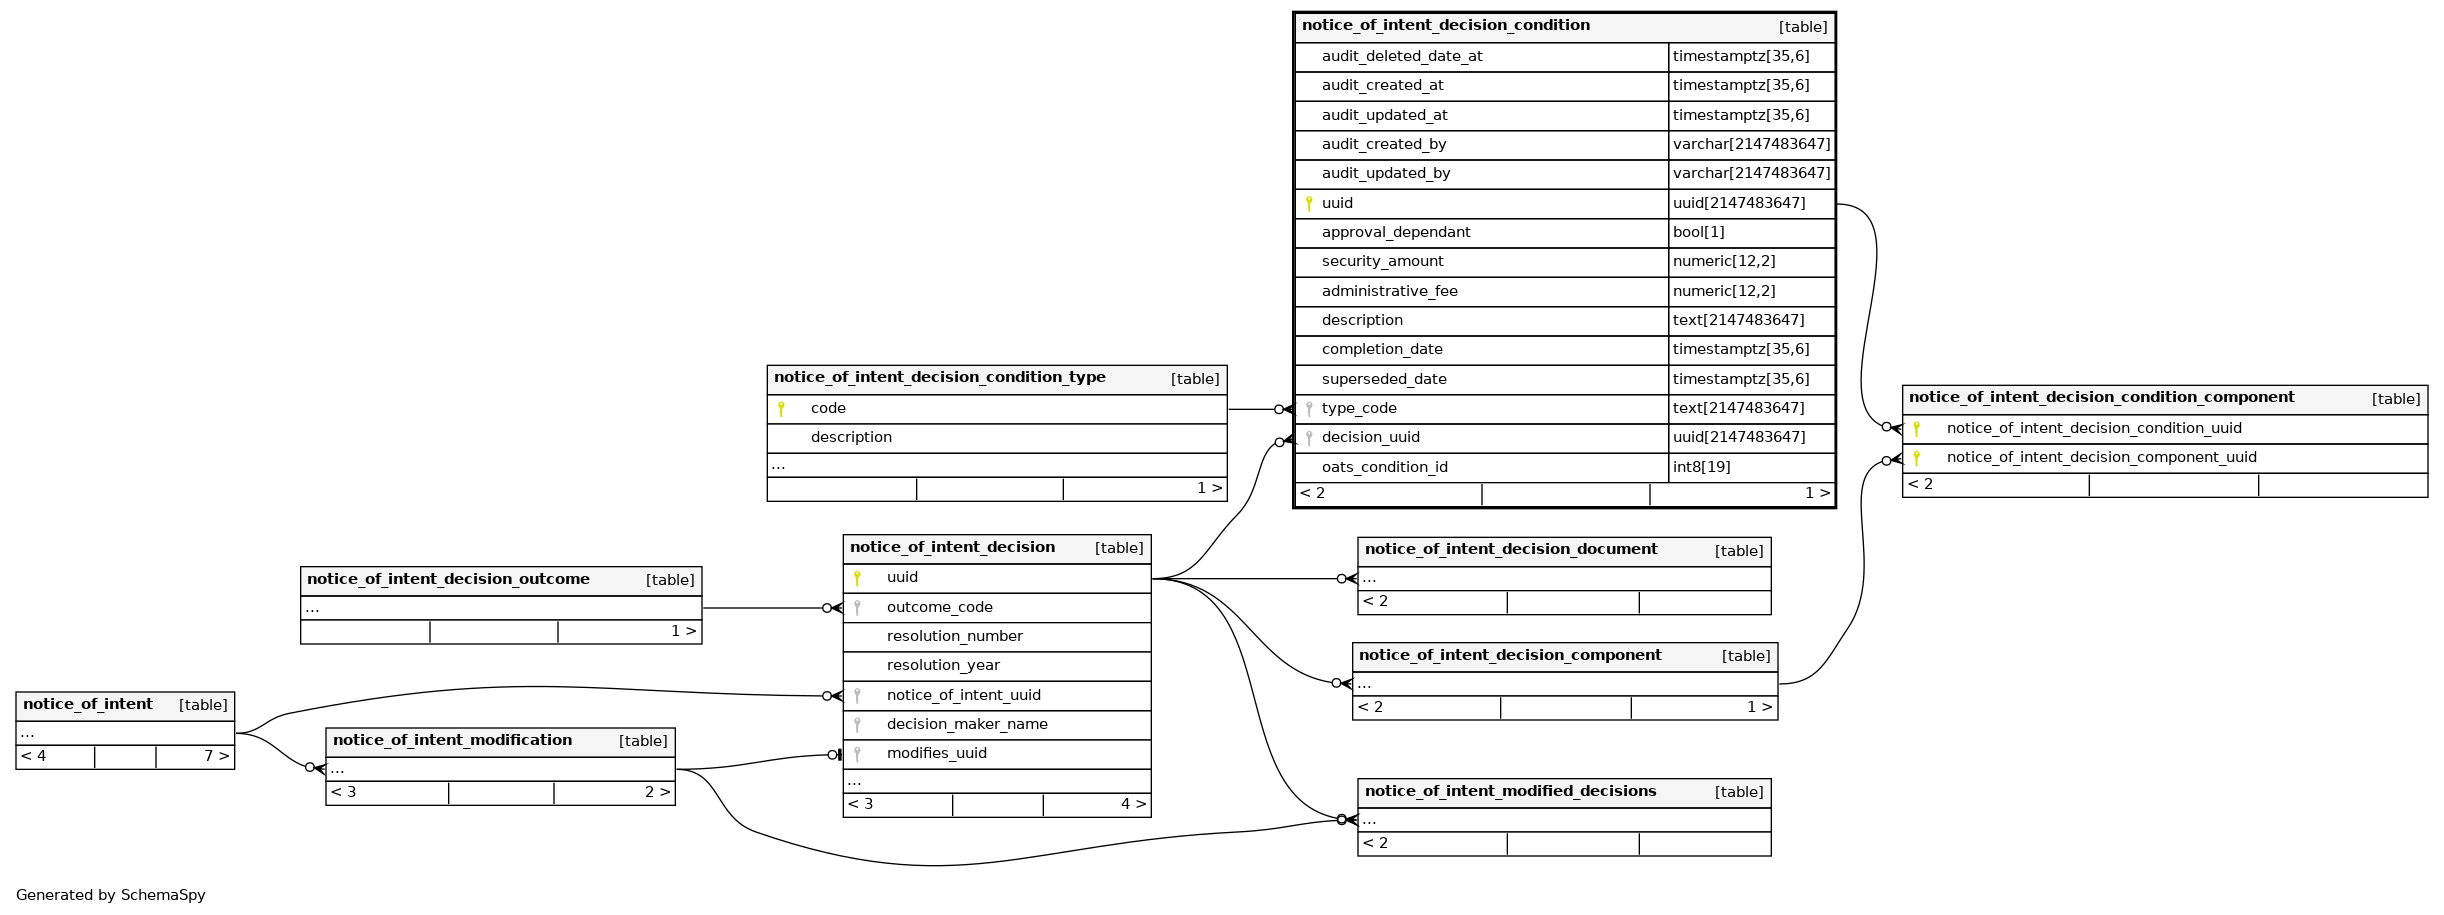 notice_of_intent_decision_condition [table]
audit_deleted_date_at timestamptz[35,6]
audit_created_at timestamptz[35,6]
audit_updated_at timestamptz[35,6]
audit_created_by varchar[2147483647]
audit_updated_by varchar[2147483647]
uuid uuid[2147483647]
approval_dependant bool[1]
security_amount numeric[12,2]
administrative_fee numeric[12,2]
description text[2147483647]
completion_date timestamptz[35,6]
superseded_date timestamptz[35,6]
type_code text[2147483647]
decision_uuid uuid[2147483647]
oats_condition_id int8[19]
< 2 1 >
notice_of_intent_decision_condition_type [table]
code
description
...
1 >
notice_of_intent_decision_condition_component [table]
notice_of_intent_decision_condition_uuid
notice_of_intent_decision_component_uuid
< 2
notice_of_intent_decision [table]
uuid
outcome_code
resolution_number
resolution_year
notice_of_intent_uuid
decision_maker_name
modifies_uuid
...
< 3 4 >
notice_of_intent_decision_document [table]
...
< 2
notice_of_intent_decision_outcome [table]
...
1 >
notice_of_intent_decision_component [table]
...
< 2 1 >
notice_of_intent [table]
...
< 4 7 >
notice_of_intent_modification [table]
...
< 3 2 >
notice_of_intent_modified_decisions [table]
...
< 2
Generated by SchemaSpy